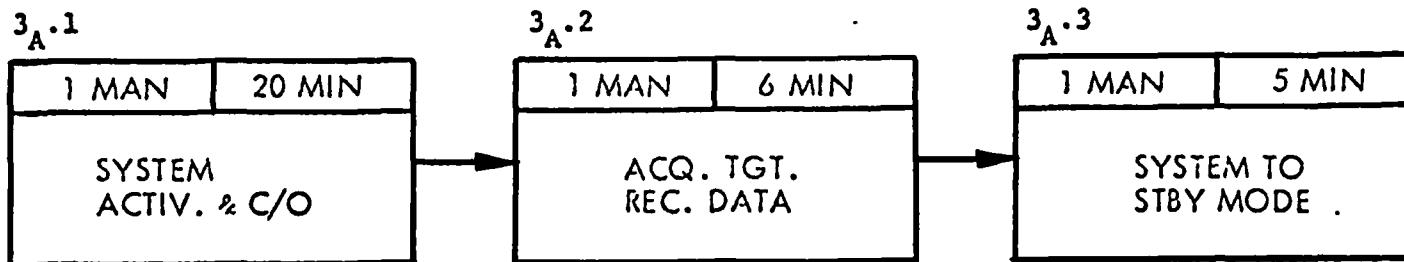 3A.1
1 MAN 20 MIN
SYSTEM
ACTIV. & C/O
3A.2
1 MAN 6 MIN
ACQ. TGT.
REC. DATA
3A.3
1 MAN 5 MIN
SYSTEM TO
STBY MODE .